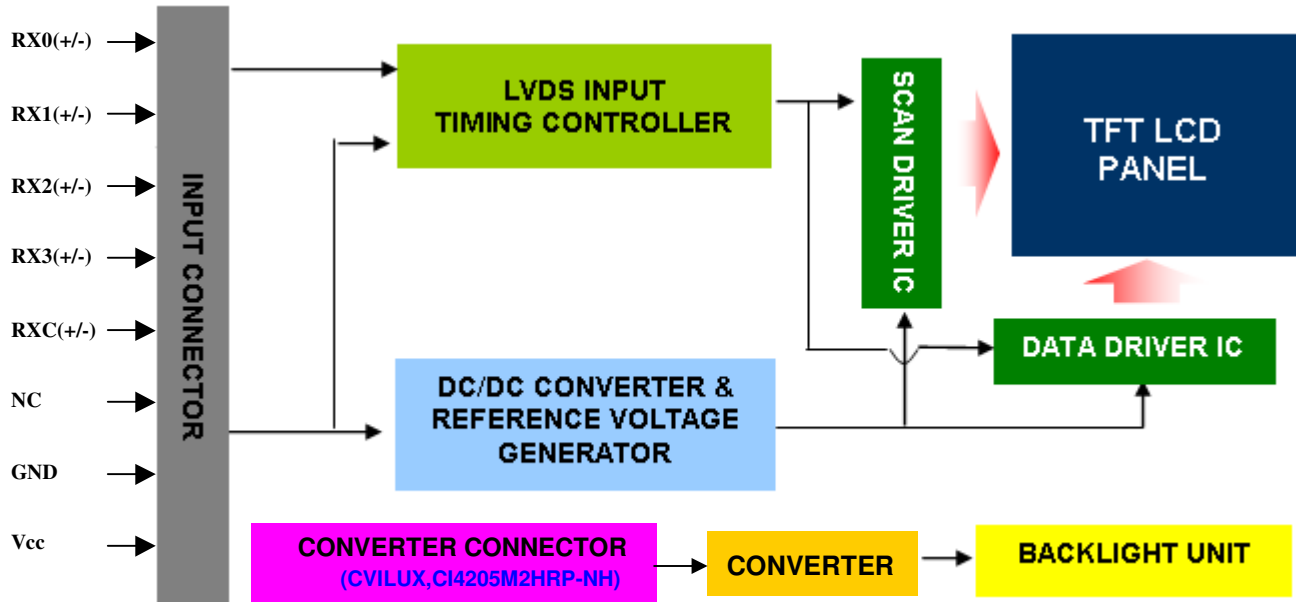 RX0(+/-)
RX1(+/-)
RX2(+/-)
RX3(+/-)
RXC(+/-)
NC
GND
Vcc
INPUT CONNECTOR
LVDS INPUT
TIMING CONTROLLER
SCAN DRIVER IC
TFT LCD
PANEL
DATA DRIVER IC
DC/DC CONVERTER &
REFERENCE VOLTAGE
GENERATOR
CONVERTER CONNECTOR
(CVILUX,CI4205M2HRP-NH)
CONVERTER
BACKLIGHT UNIT